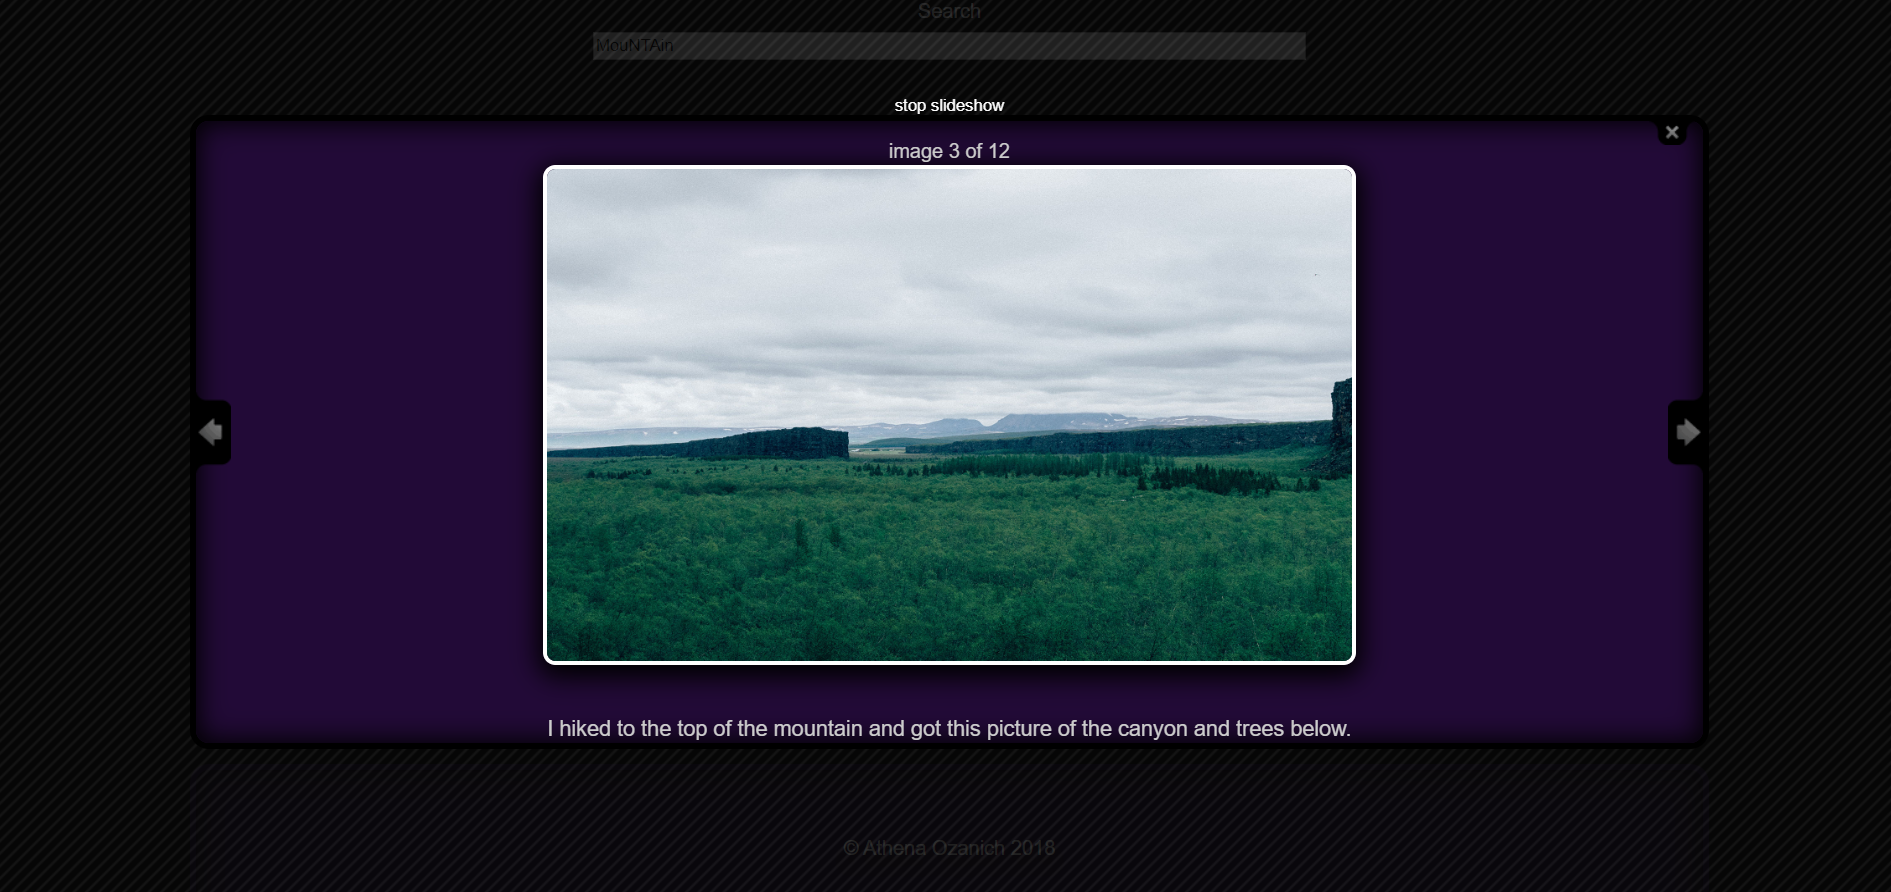 Search
MouNTAin
stop slideshow
image 3 of 12
I hiked to the top of the mountain and got this picture of the canyon and trees below.
© Athena Ozanich 2018